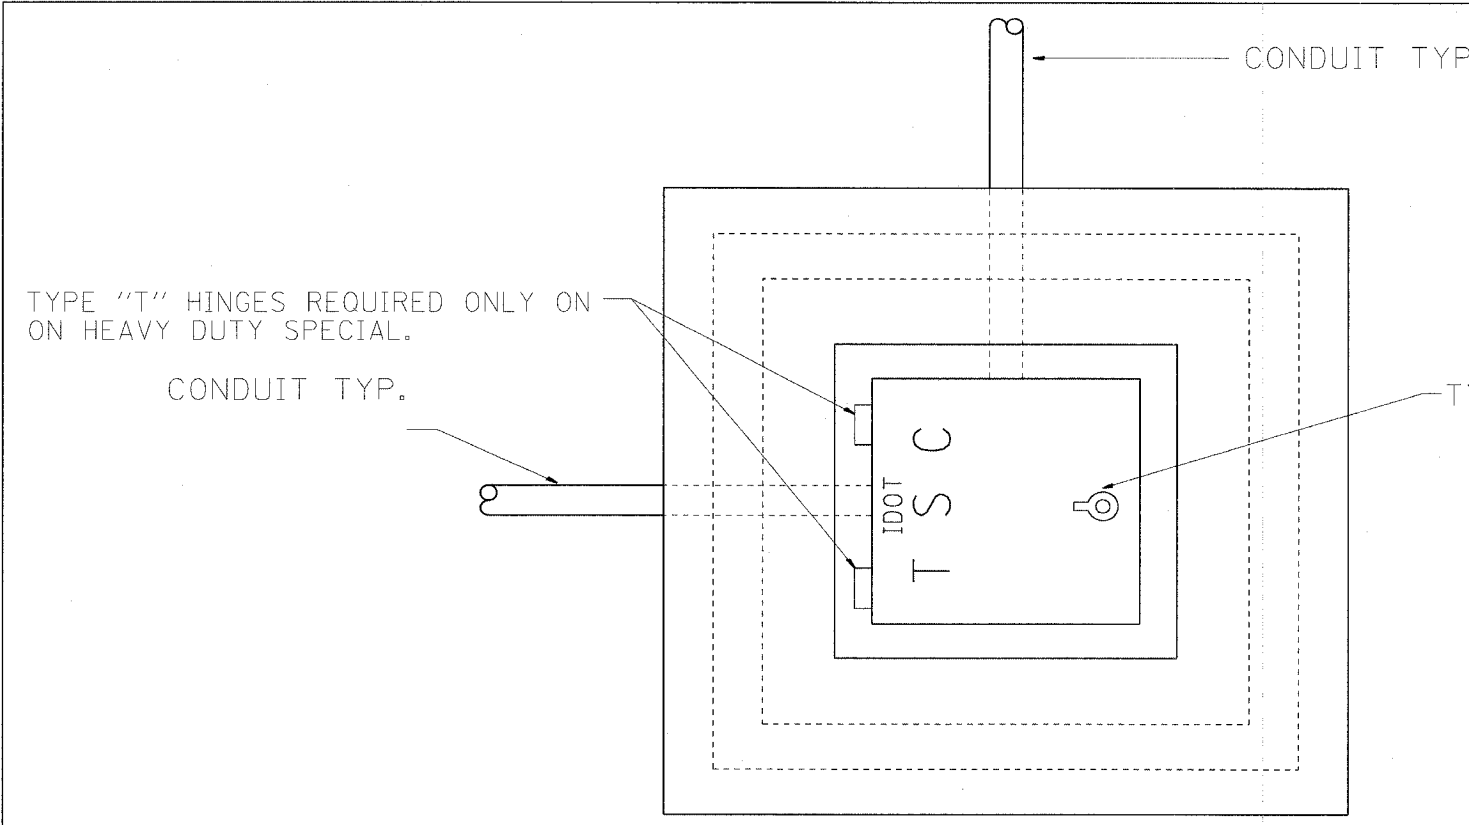 CONDUIT TYP
TYPE "T" HINGES REQUIRED ONLY ON
ON HEAVY DUTY SPECIAL.
CONDUIT TYP.
IDOT
T S C